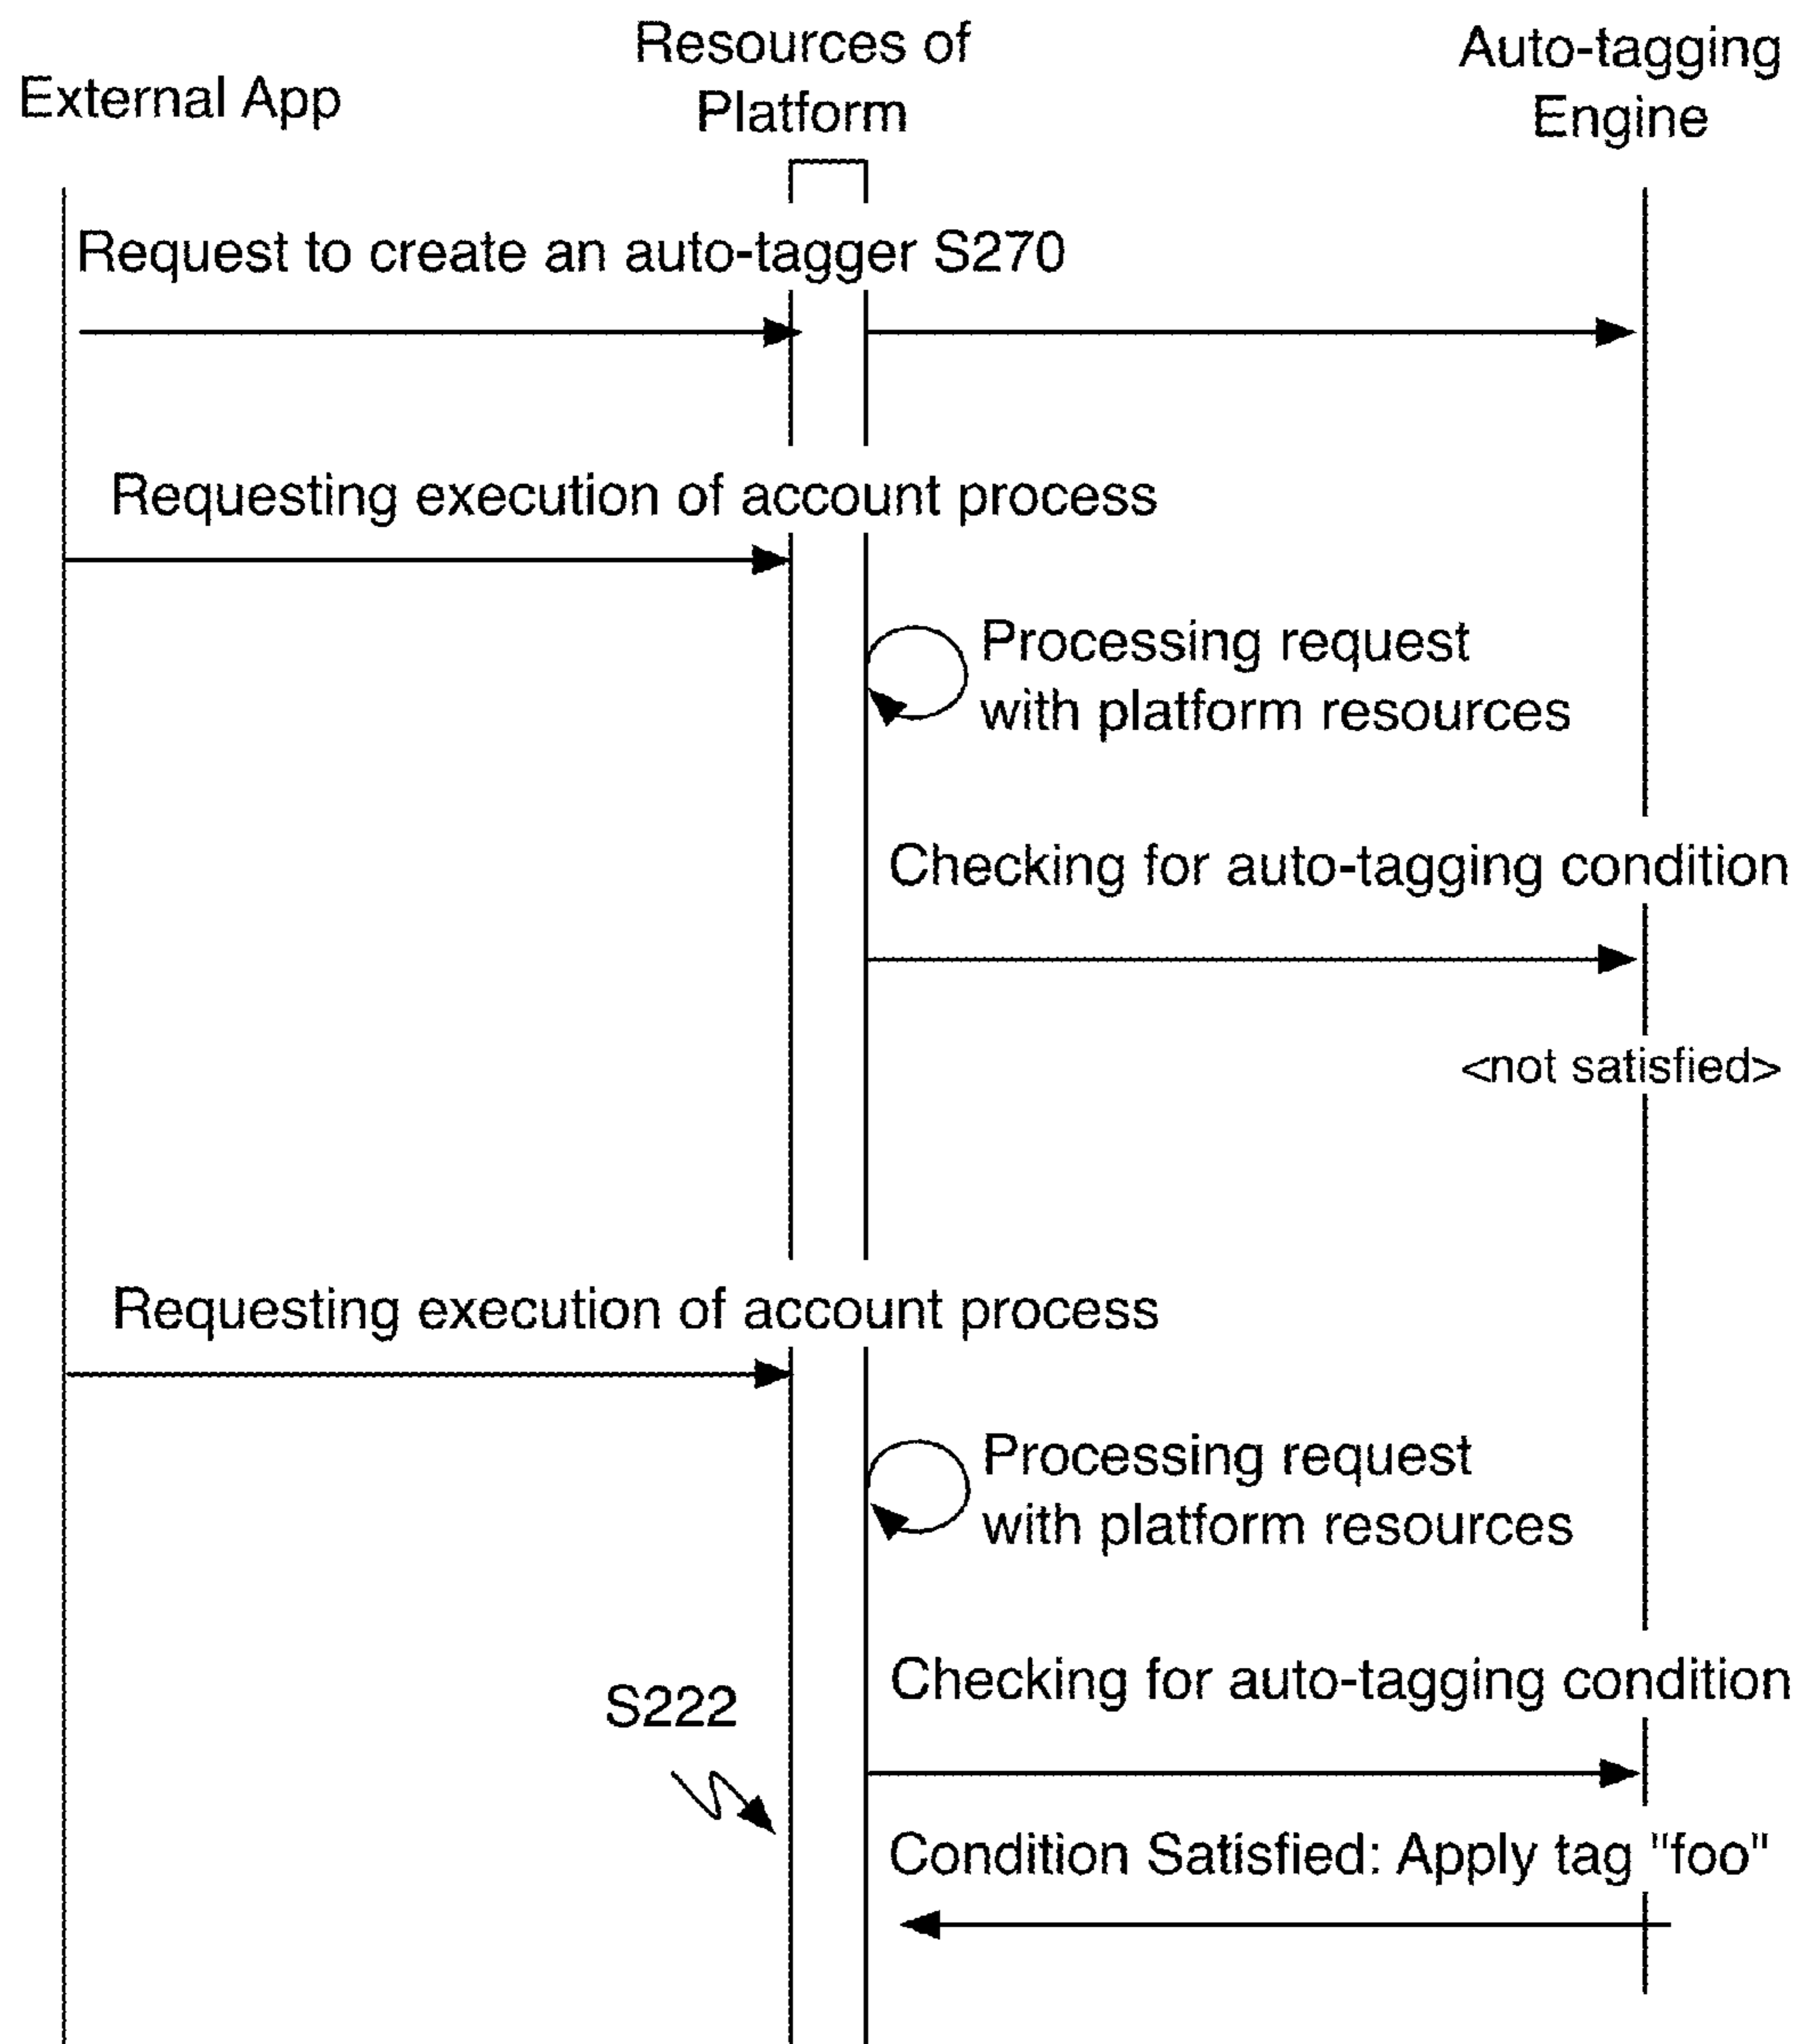 External App
Resources of
Platform
Auto-tagging
Engine
Request to create an auto-tagger S270
Requesting execution of account process
Processing request
with platform resources
Checking for auto-tagging condition
<not satisfied>
Requesting execution of account process
Processing request
with platform resources
Checking for auto-tagging condition
S222
Condition Satisfied: Apply tag "foo"